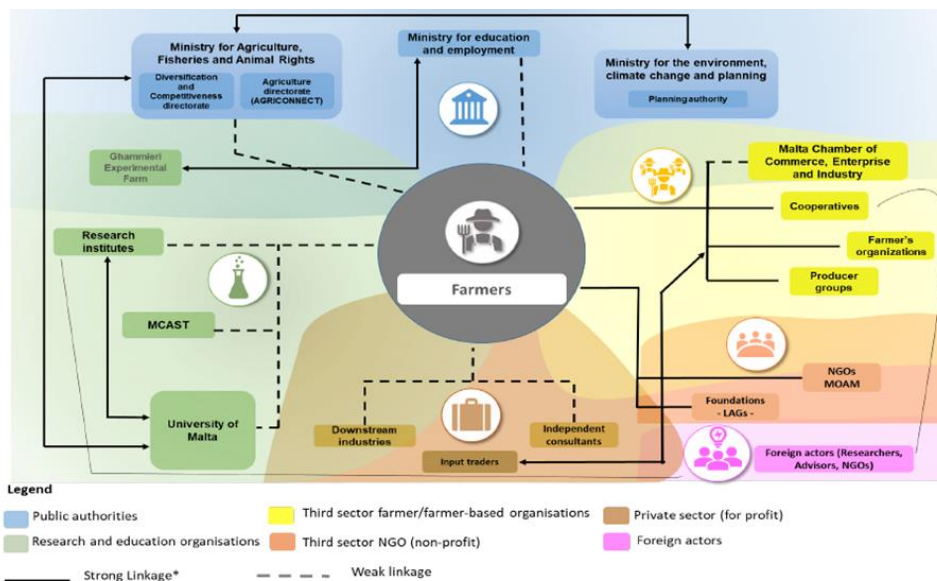 Ministry for Agriculture,
Fisheries and Animal Rights
Diversification
and
Competitiveness
directorate
Agriculture
directorate
(AGRICONNECT)
Ministry for education
and employment
Ministry for the environment,
climate change and planning
Planning authority
Ghammieri
Experimental
Farm
Malta Chamber of
Commerce, Enterprise
and Industry
Cooperatives
Research
institutes
Farmer's
organizations
Farmers
Producer
groups
MCAST
NGOs
MOAM
Foundations
- LAGs -
University of
Malta
Downstream
industries
Independent
consultants
Input traders
Foreign actors (Researchers,
Advisors, NGOs)
Legend
Public authorities
Third sector farmer/farmer-based organisations
Private sector (for profit)
Research and education organisations
Third sector NGO (non-profit)
Foreign actors
Strong Linkage*
Weak linkage